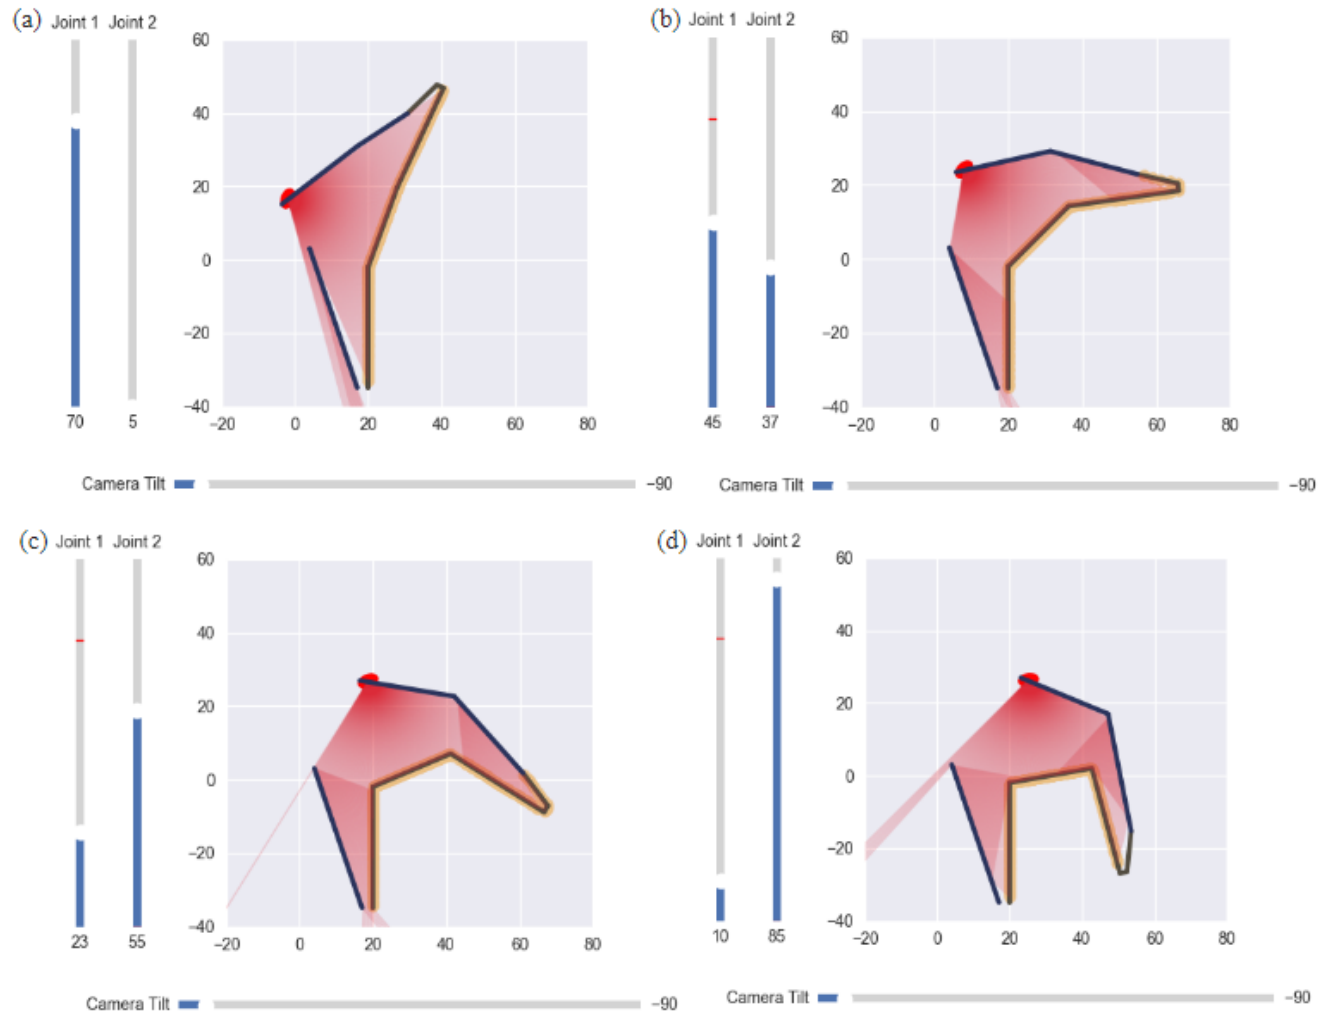 (a) Joint 1 Joint 2
60
40
20
0
−20
−40
−20 0 20 40 60 80
70 5
Camera Tilt −90
(b) Joint 1 Joint 2
60
40
20
0
−20
−40
−20 0 20 40 60 80
45 37
Camera Tilt −90
(c) Joint 1 Joint 2
60
40
20
0
−20
−40
−20 0 20 40 60 80
23 55
Camera Tilt −90
(d) Joint 1 Joint 2
60
40
20
0
−20
−40
−20 0 20 40 60 80
10 85
Camera Tilt −90